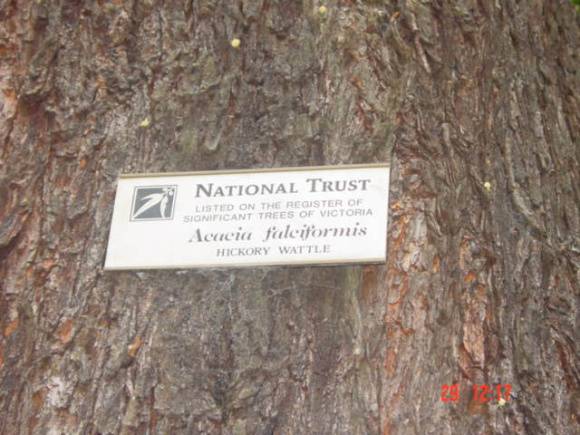 NATIONAL TRUST
LISTED ON THE REGISTER OF
SIGNIFICANT TREES OF VICTORIA
Acacia falciformis
HICKORY WATTLE
29 12:17